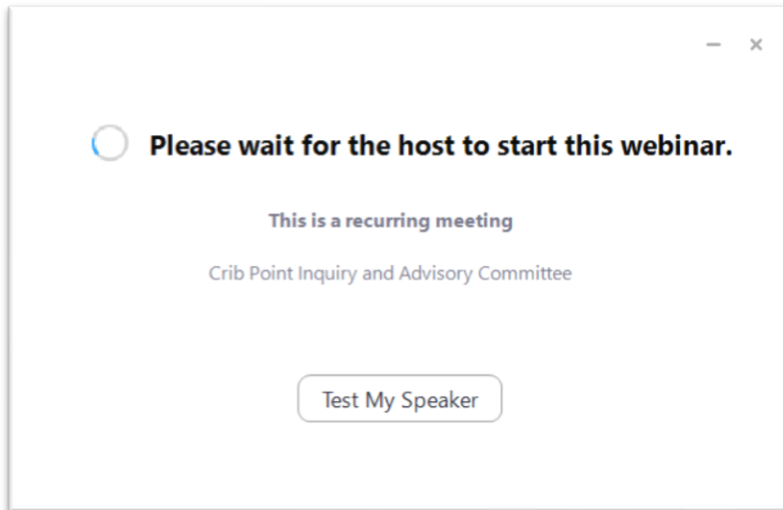 Please wait for the host to start this webinar.
This is a recurring meeting
Crib Point Inquiry and Advisory Committee
Test My Speaker